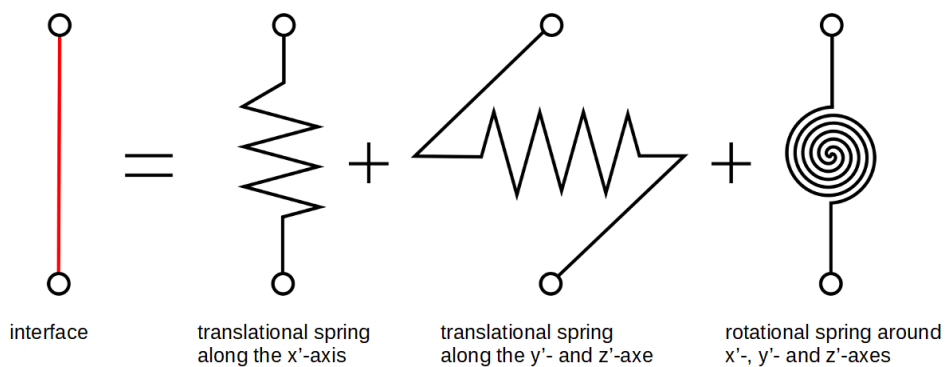 interface
translational spring
along the x’-axis
translational spring
along the y’- and z’-axe
rotational spring around
x’-, y’- and z’-axes